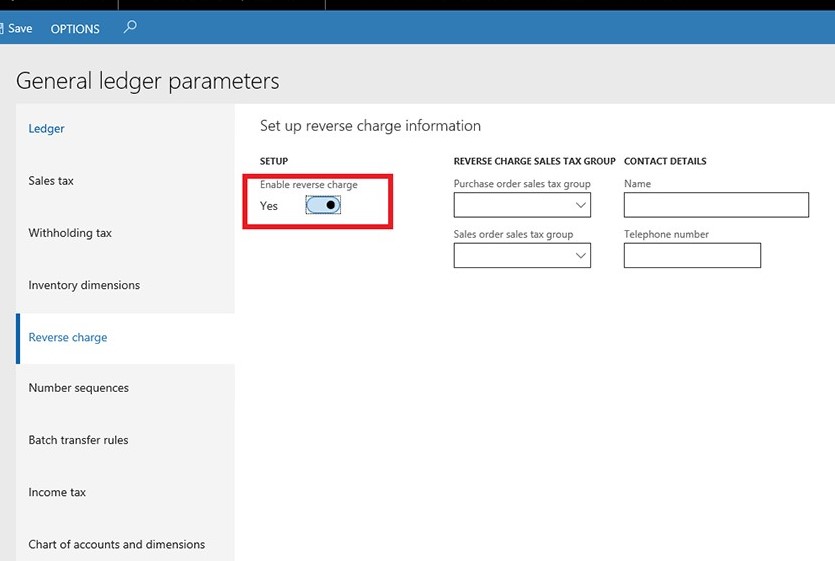 Save OPTIONS
General ledger parameters
Ledger
Sales tax
Withholding tax
Inventory dimensions
Reverse charge
Number sequences
Batch transfer rules
Income tax
Chart of accounts and dimensions
Set up reverse charge information
SETUP
Enable reverse charge
Yes
REVERSE CHARGE SALES TAX GROUP
Purchase order sales tax group
Sales order sales tax group
CONTACT DETAILS
Name
Telephone number